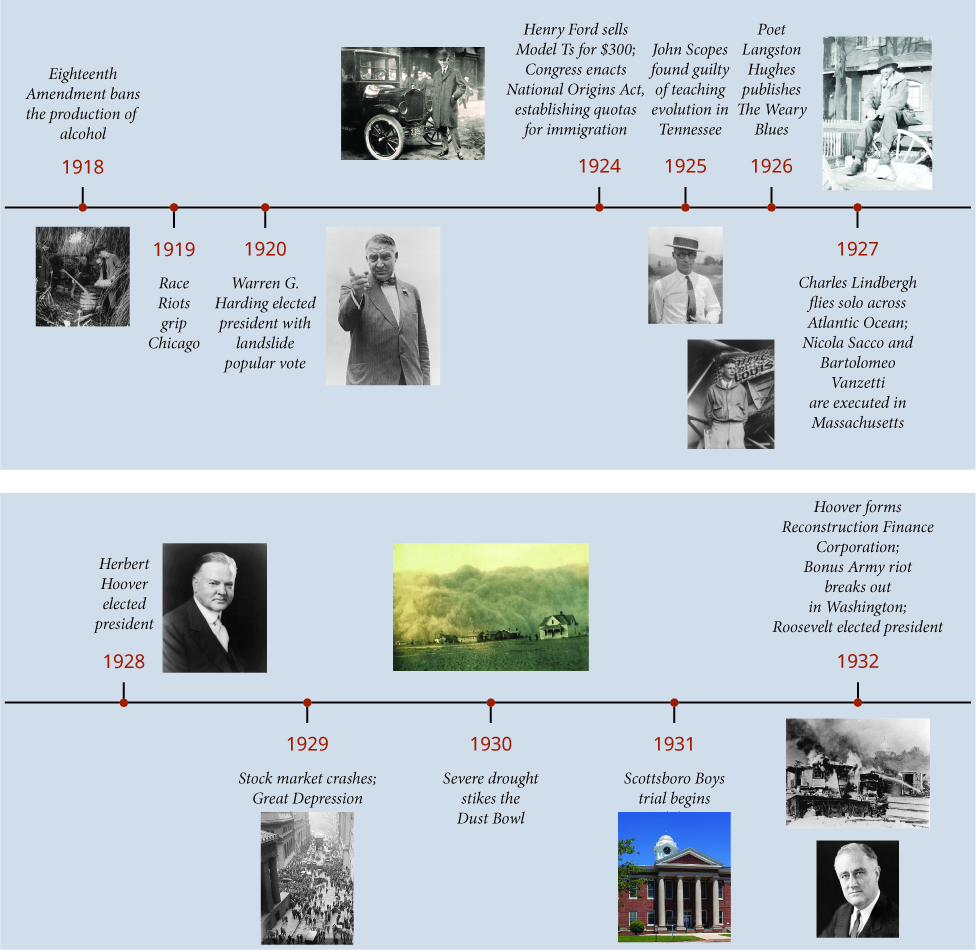 Eighteenth
Amendment bans
the production of
alcohol
1918
1919
Race
Riots
grip
Chicago
1920
Warren G.
Harding elected
president with
landslide
popular vote
Henry Ford sells
Model Ts for $300;
Congress enacts
National Origins Act,
establishing quotas
for immigration
1924
John Scopes
found guilty
of teaching
evolution in
Tennessee
1925
Poet
Langston
Hughes
publishes
The Weary
Blues
1926
1927
Charles Lindbergh
flies solo across
Atlantic Ocean;
Nicola Sacco and
Bartolomeo
Vanzetti
are executed in
Massachusetts
Herbert
Hoover
elected
president
1928
1929
Stock market crashes;
Great Depression
1930
Severe drought
stikes the
Dust Bowl
1931
Scottsboro Boys
trial begins
Hoover forms
Reconstruction Finance
Corporation;
Bonus Army riot
breaks out
in Washington;
Roosevelt elected president
1932